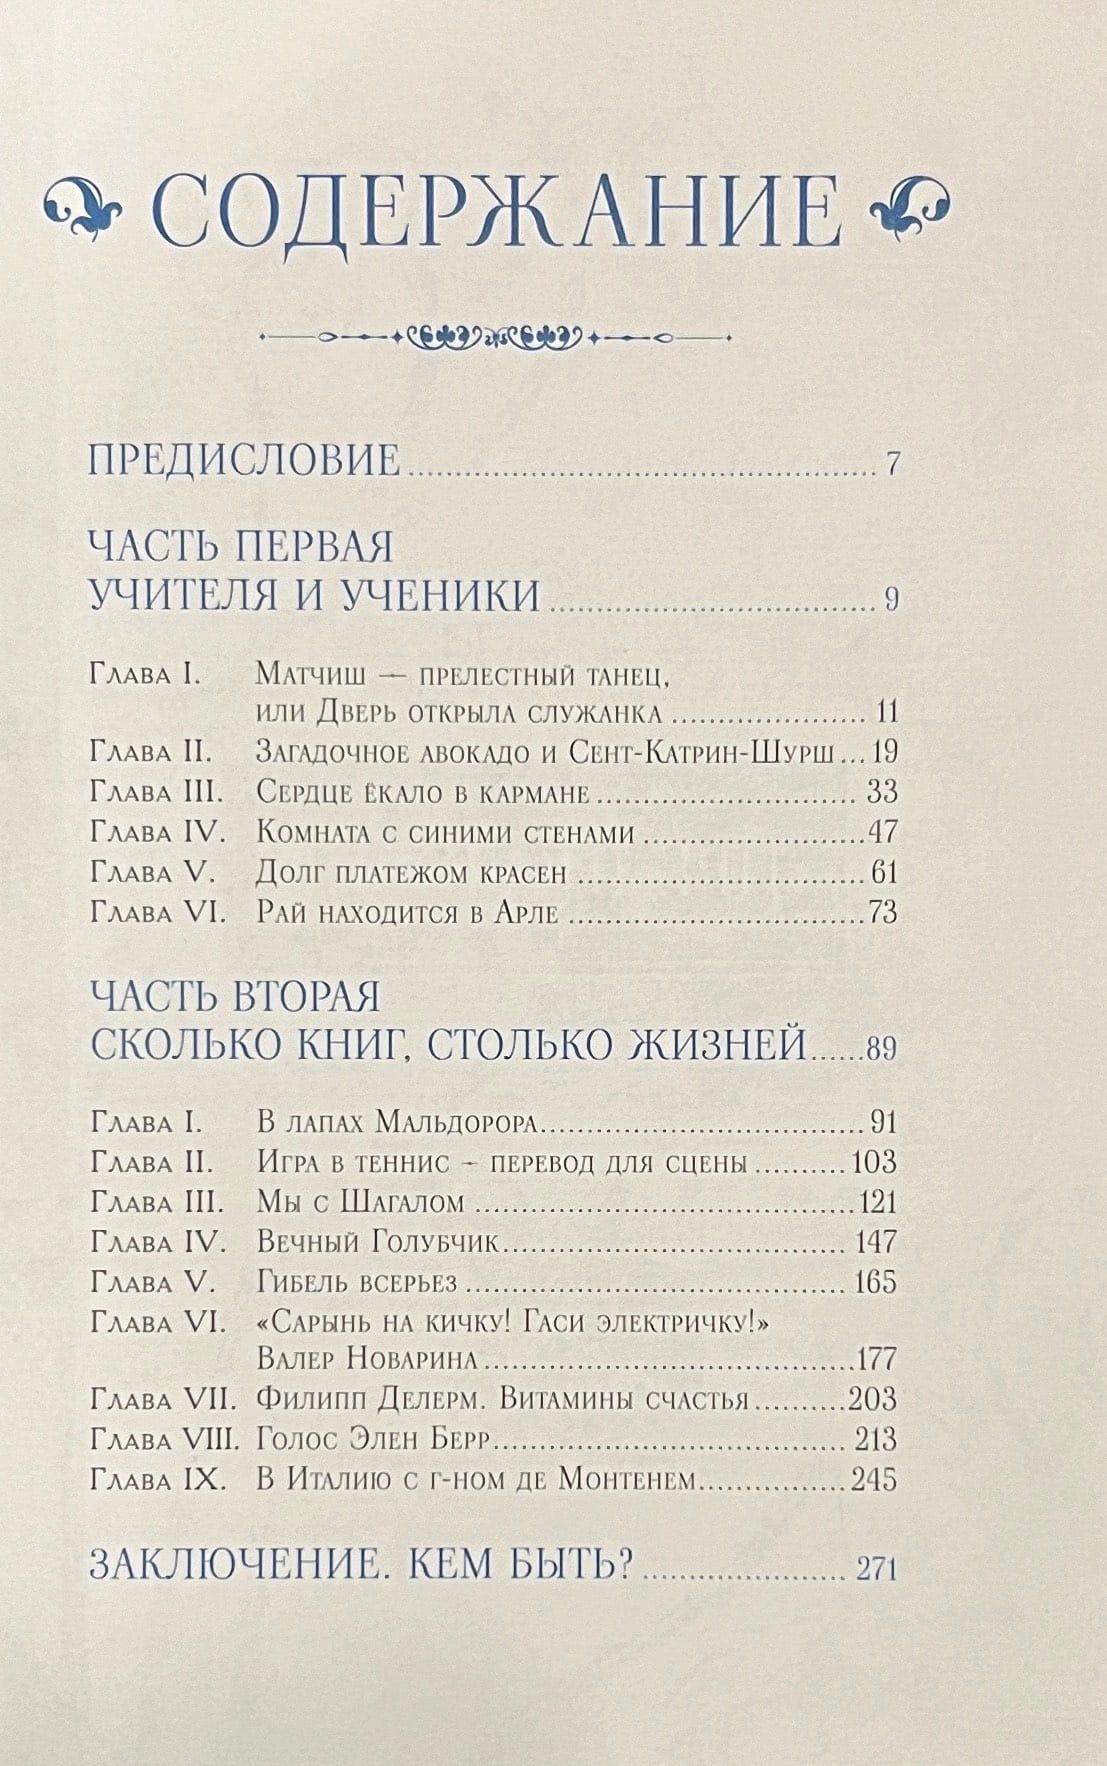 СОДЕРЖАНИЕ
ПРЕДИСЛОВИЕ........................................................ 7
ЧАСТЬ ПЕРВАЯ
УЧИТЕЛЯ И УЧЕНИКИ...................................... 9
Глава I. Матчиш — прелестный танец,
или Дверь открыла служанка....................... 11
Глава II. Загадочное авокадо и Сент-Катрин-Шурш...19
Глава III. Сердце ёкало в кармане............................... 33
Глава IV. Комната с синими стенами..........................47
Глава V. Долг платежом красен..................................61
Глава VI. Рай находится в Арле...................................73
ЧАСТЬ ВТОРАЯ
СКОЛЬКО КНИГ, СТОЛЬКО ЖИЗНЕЙ......89
Глава I. В лапах Мальдорора......................................91
Глава II. Игра в теннис – перевод для сцены...........103
Глава III. Мы с Шагалом.............................................121
Глава IV. Вечный Голубчик........................................ 147
Глава V. Гибель всерьез............................................. 165
Глава VI. «Сарынь на кичку! Гаси электричку!»
Валер Новарина............................................177
Глава VII. Филипп Делерм. Витамины счастья..........203
Глава VIII. Голос Элен Берр.......................................... 213
Глава IX. В Италию с г-ном де Монтенем.................245
ЗАКЛЮЧЕНИЕ. КЕМ БЫТЬ?........................ 271